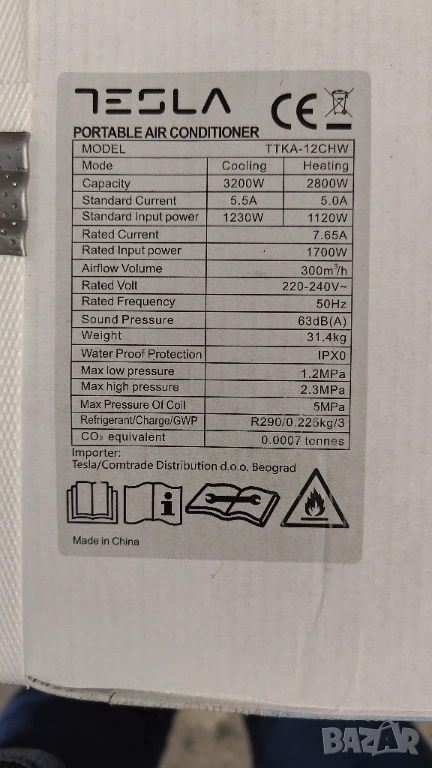 TESLA
CE
PORTABLE AIR CONDITIONER
MODEL TTKA-12CHW
Mode Cooling Heating
Capacity 3200W 2800W
Standard Current 5.5A 5.0A
Standard Input power 1230W 1120W
Rated Current 7.65A
Rated Input power 1700W
Airflow Volume 300m³/h
Rated Volt 220-240V~
Rated Frequency 50Hz
Sound Pressure 63dB(A)
Weight 31.4kg
Water Proof Protection IPX0
Max low pressure 1.2MPa
Max high pressure 2.3MPa
Max Pressure Of Coil 5MPa
Refrigerant/Charge/GWP R290/0.225kg/3
CO₂ equivalent 0.0007 tonnes
Importer:
Tesla/Comtrade Distribution d.o.o. Beograd
i
Made in China
BAZAR